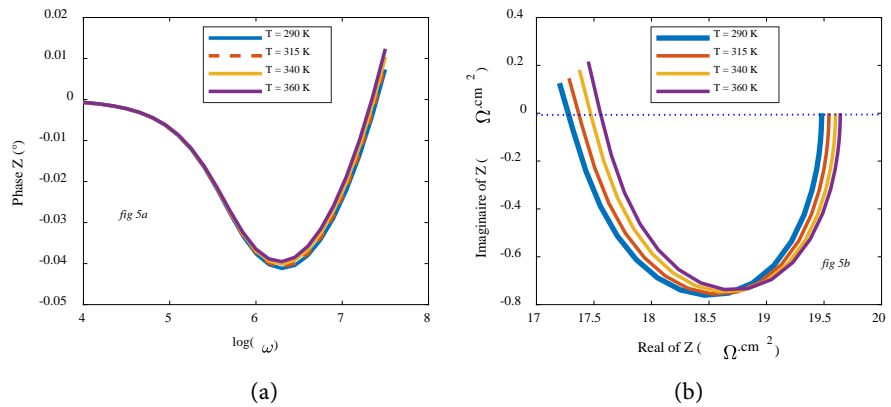 0.02
0.01
0
-0.01
-0.02
-0.03
-0.04
-0.05
Phase Z (°)
T = 290 K
T = 315 K
T = 340 K
T = 360 K
fig 5a
4 5 6 7 8
log( ω)
(a)
0.4
0.2
0
-0.2
-0.4
-0.6
-0.8
Imaginaire of Z ( Ω.cm 2)
T = 290 K
T = 315 K
T = 340 K
T = 360 K
fig 5b
17 17.5 18 18.5 19 19.5 20
Real of Z ( Ω.cm 2)
(b)